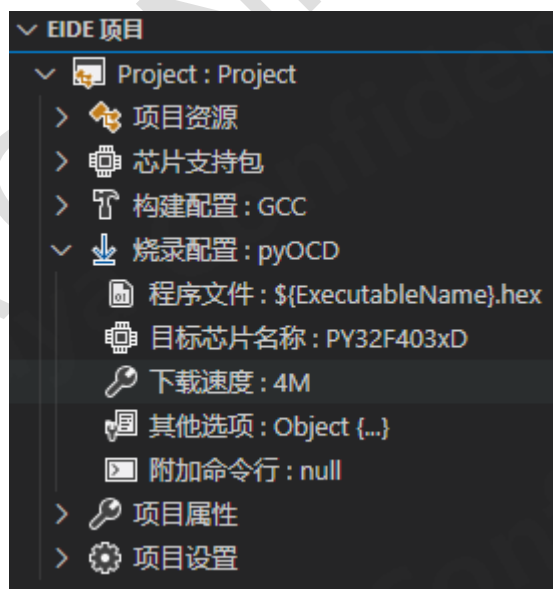 EIDE 项目
Project : Project
项目资源
芯片支持包
构建配置 : GCC
烧录配置 : pyOCD
程序文件 : ${ExecutableName}.hex
目标芯片名称 : PY32F403xD
下载速度 : 4M
其他选项 : Object {...}
附加命令行 : null
项目属性
项目设置